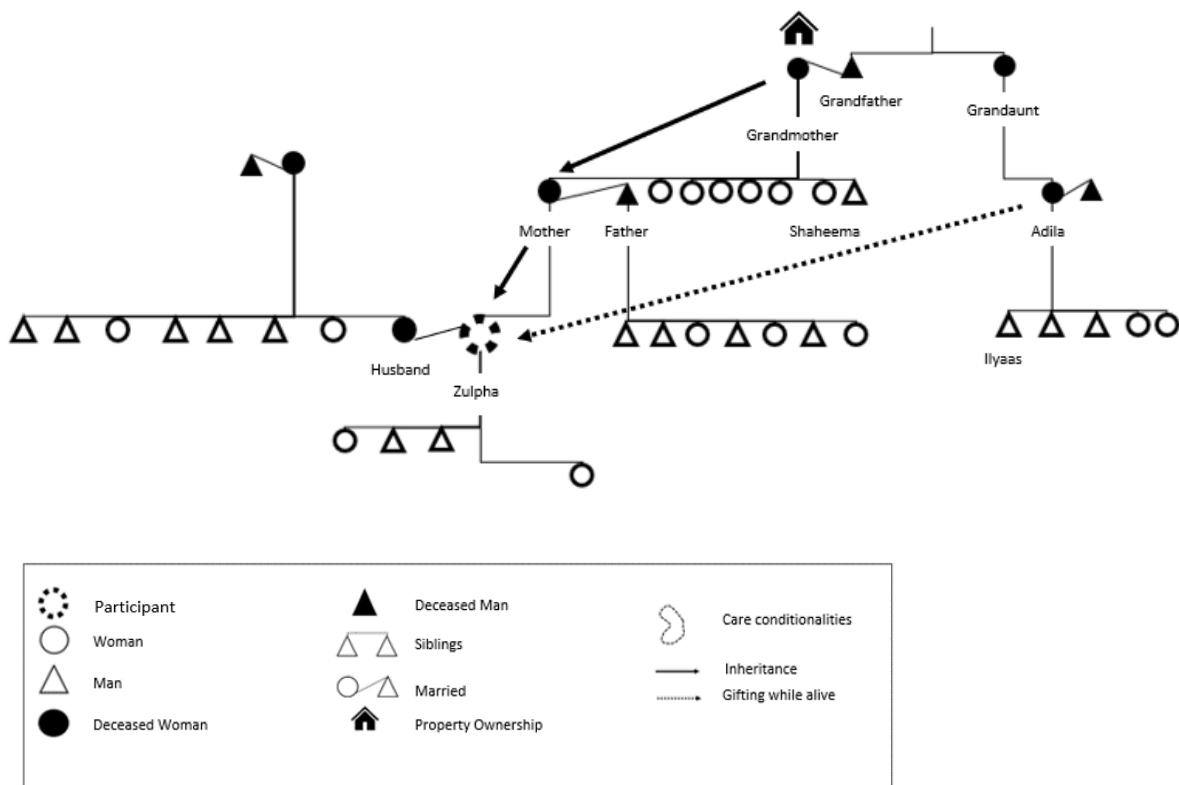 Grandfather
Grandaunt
Grandmother
Mother
Father
Shaheema
Adila
Husband
Zulpha
Ilyaas
Participant
Woman
Man
Deceased Woman
Deceased Man
Siblings
Married
Property Ownership
Care conditionalities
Inheritance
Gifting while alive